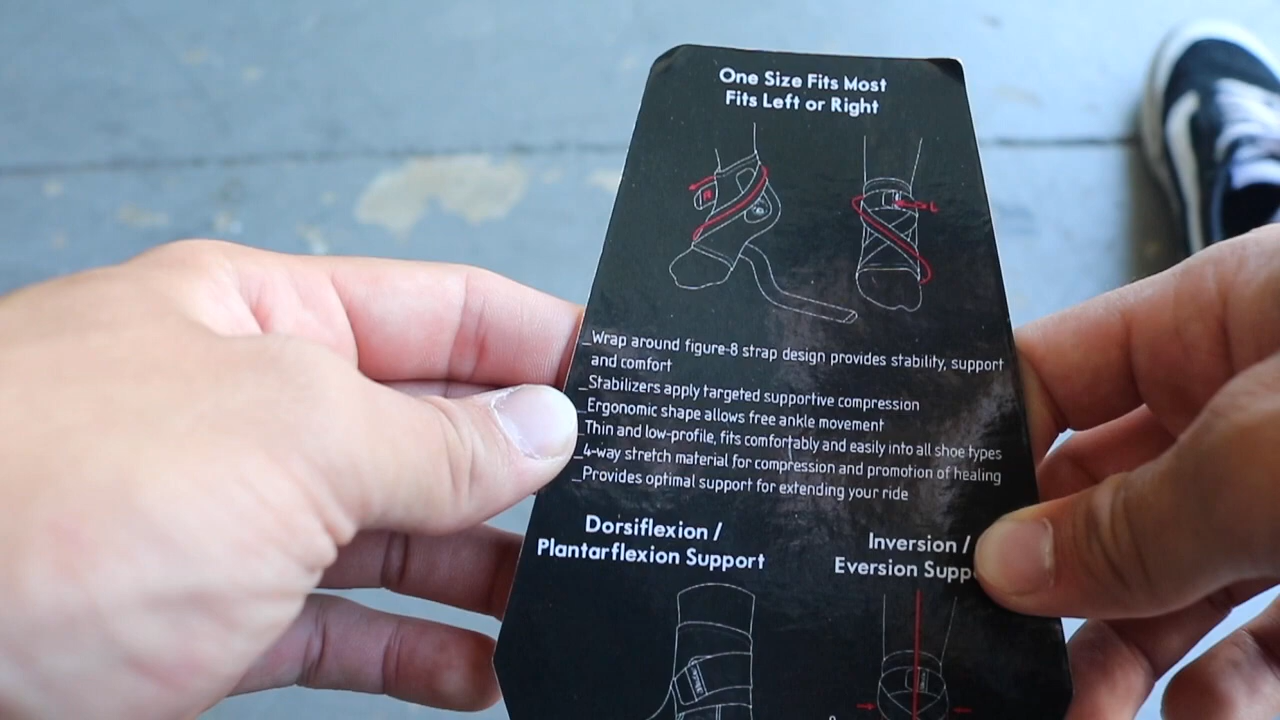 One Size Fits Most
Fits Left or Right
R
L
_Wrap around figure-8 strap design provides stability, support
and comfort
_Stabilizers apply targeted supportive compression
_Ergonomic shape allows free ankle movement
_Thin and low-profile, fits comfortably and easily into all shoe types
_4-way stretch material for compression and promotion of healing
_Provides optimal support for extending your ride
Dorsiflexion /
Plantarflexion Support
Inversion /
Eversion Supp